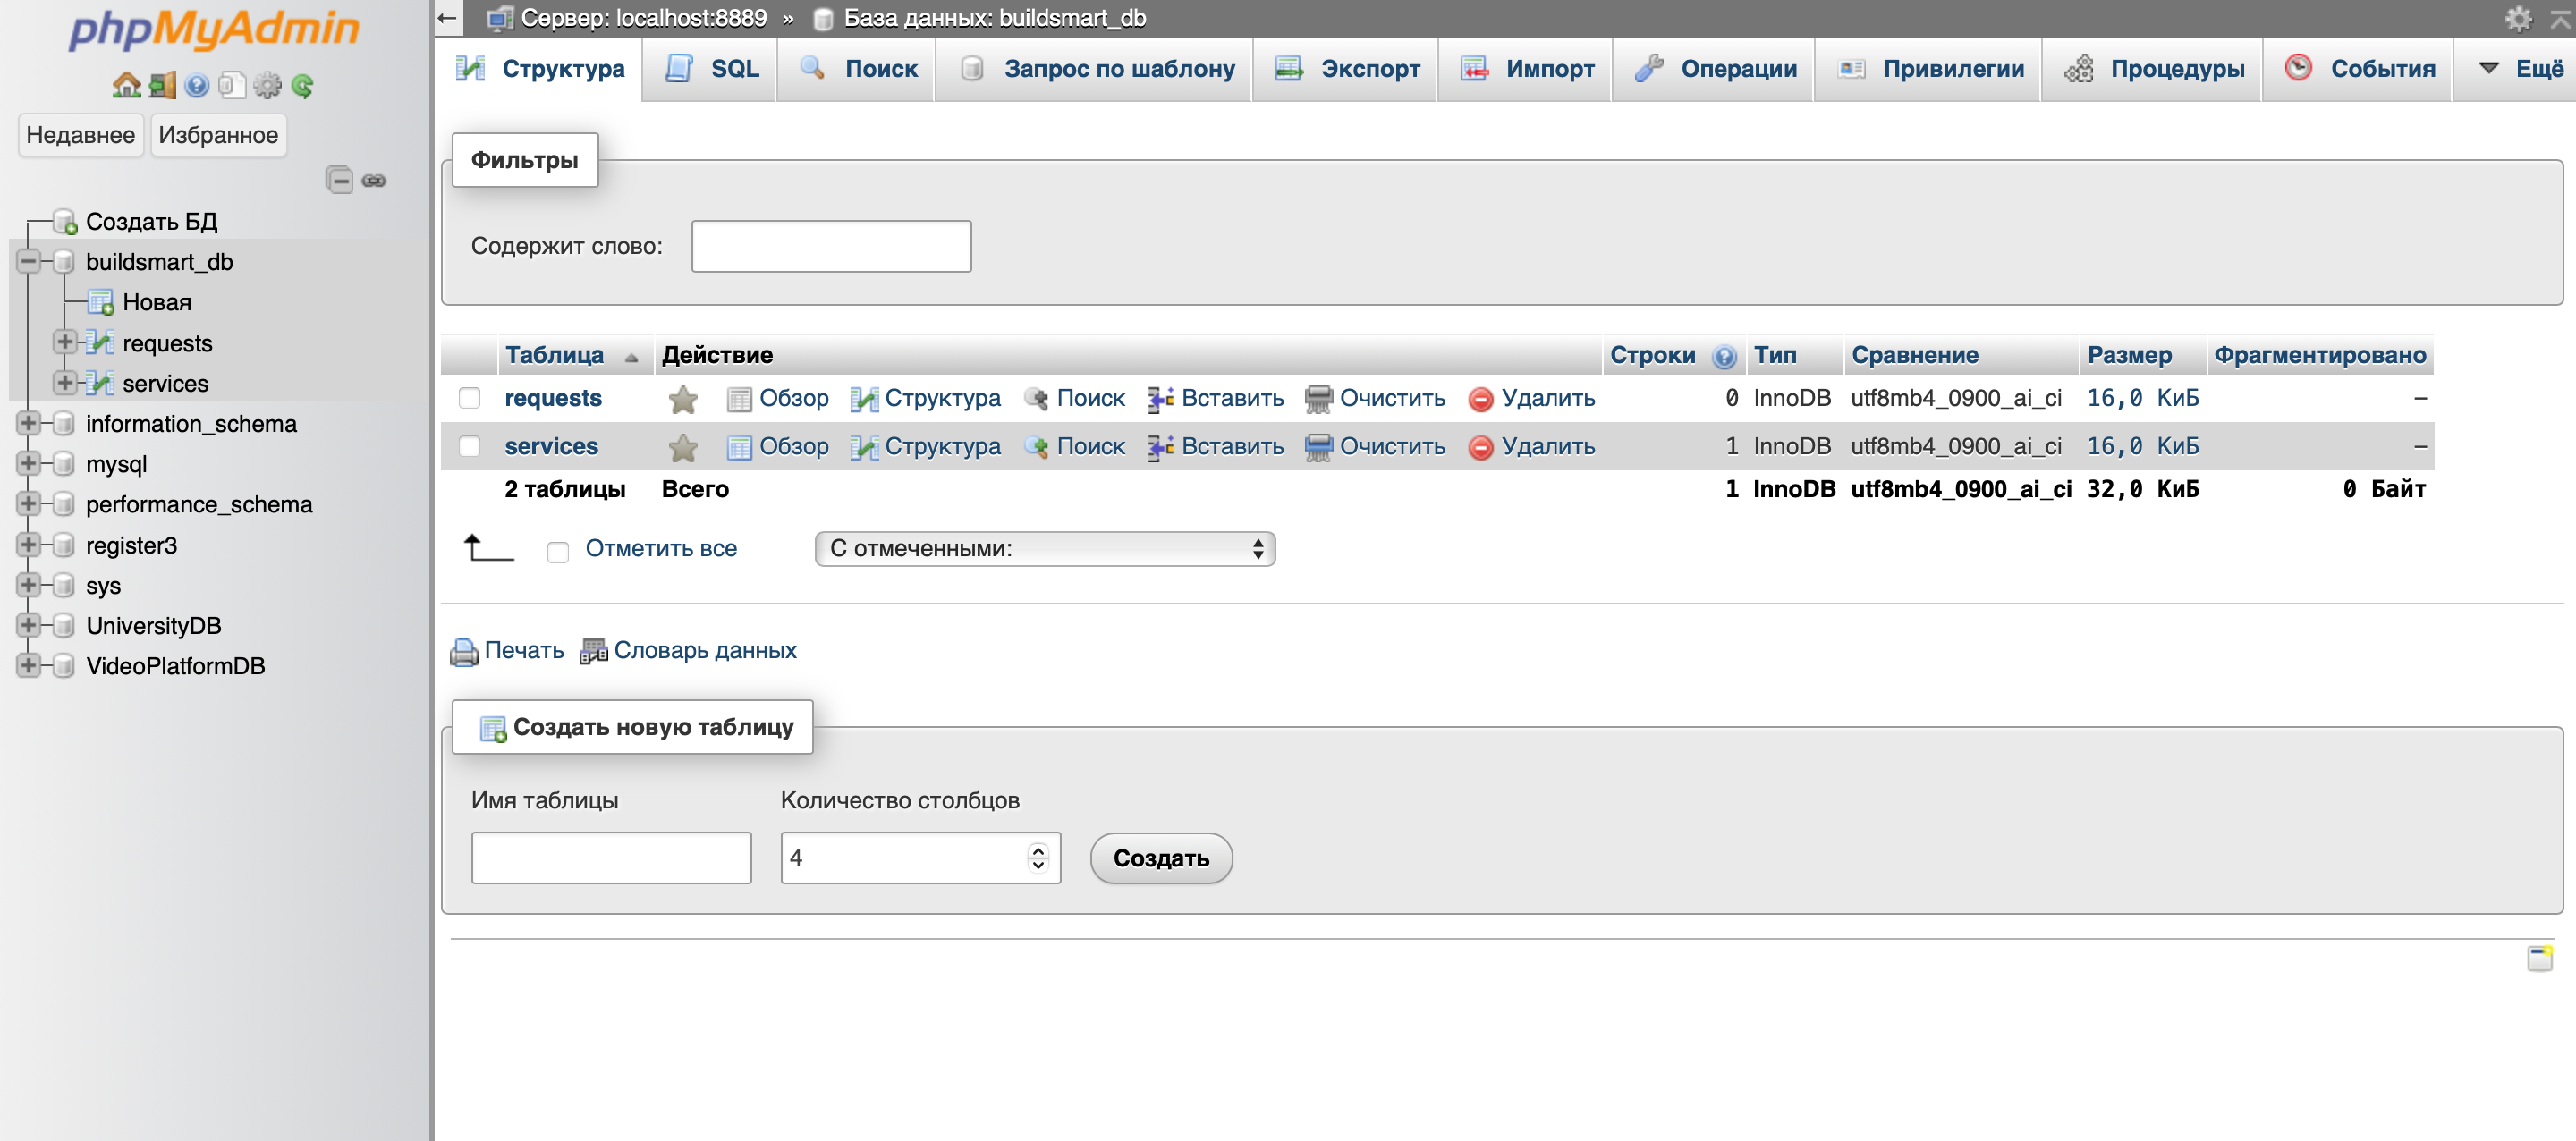 phpMyAdmin
Недавнее Избранное
Создать БД
buildsmart_db
Новая
requests
services
information_schema
mysql
performance_schema
register3
sys
UniversityDB
VideoPlatformDB
Сервер: localhost:8889 » База данных: buildsmart_db
Структура SQL Поиск Запрос по шаблону Экспорт Импорт Операции Привилегии Процедуры События Ещё
Фильтры
Содержит слово:
Таблица Действие Строки Тип Сравнение Размер Фрагментировано
requests Обзор Структура Поиск Вставить Очистить Удалить 0 InnoDB utf8mb4_0900_ai_ci 16,0 КиБ –
services Обзор Структура Поиск Вставить Очистить Удалить 1 InnoDB utf8mb4_0900_ai_ci 16,0 КиБ –
2 таблицы Всего 1 InnoDB utf8mb4_0900_ai_ci 32,0 КиБ 0 Байт
Отметить все С отмеченными:
Печать Словарь данных
Создать новую таблицу
Имя таблицы Количество столбцов
4 Создать